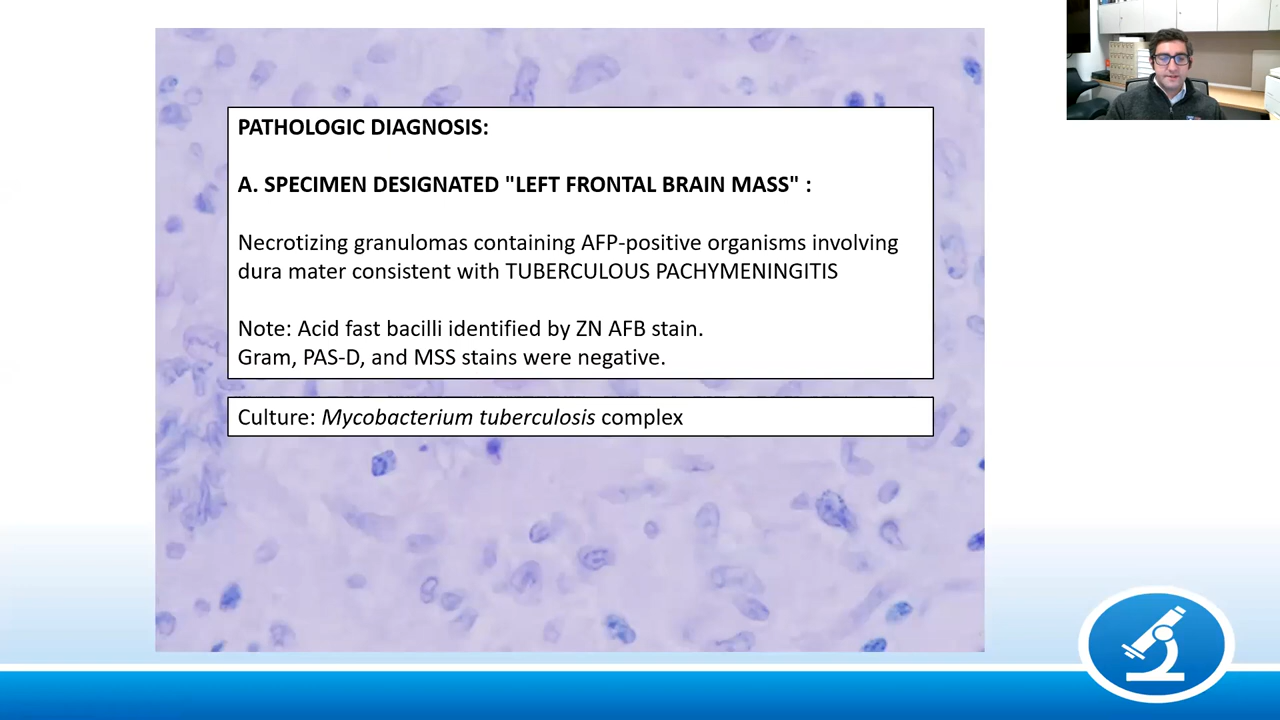 PATHOLOGIC DIAGNOSIS:
A. SPECIMEN DESIGNATED "LEFT FRONTAL BRAIN MASS" :
Necrotizing granulomas containing AFP-positive organisms involving
dura mater consistent with TUBERCULOUS PACHYMENINGITIS
Note: Acid fast bacilli identified by ZN AFB stain.
Gram, PAS-D, and MSS stains were negative.
Culture: Mycobacterium tuberculosis complex